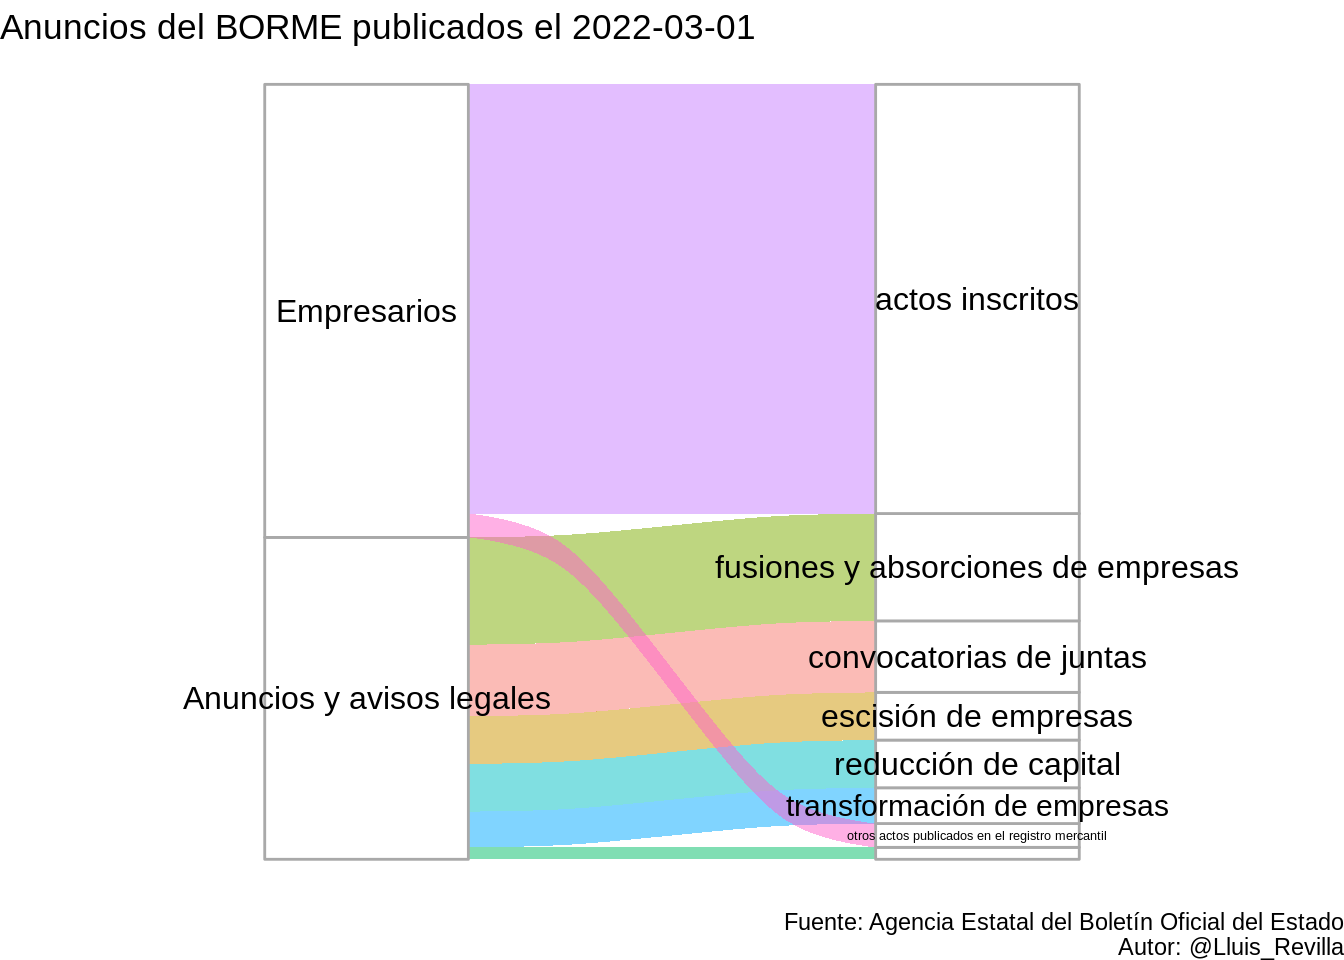 Anuncios del BORME publicados el 2022-03-01
Empresarios
actos inscritos
fusiones y absorciones de empresas
convocatorias de juntas
Anuncios y avisos legales
escisión de empresas
reducción de capital
transformación de empresas
otros actos publicados en el registro mercantil
Fuente: Agencia Estatal del Boletín Oficial del Estado
Autor: @Lluis_Revilla